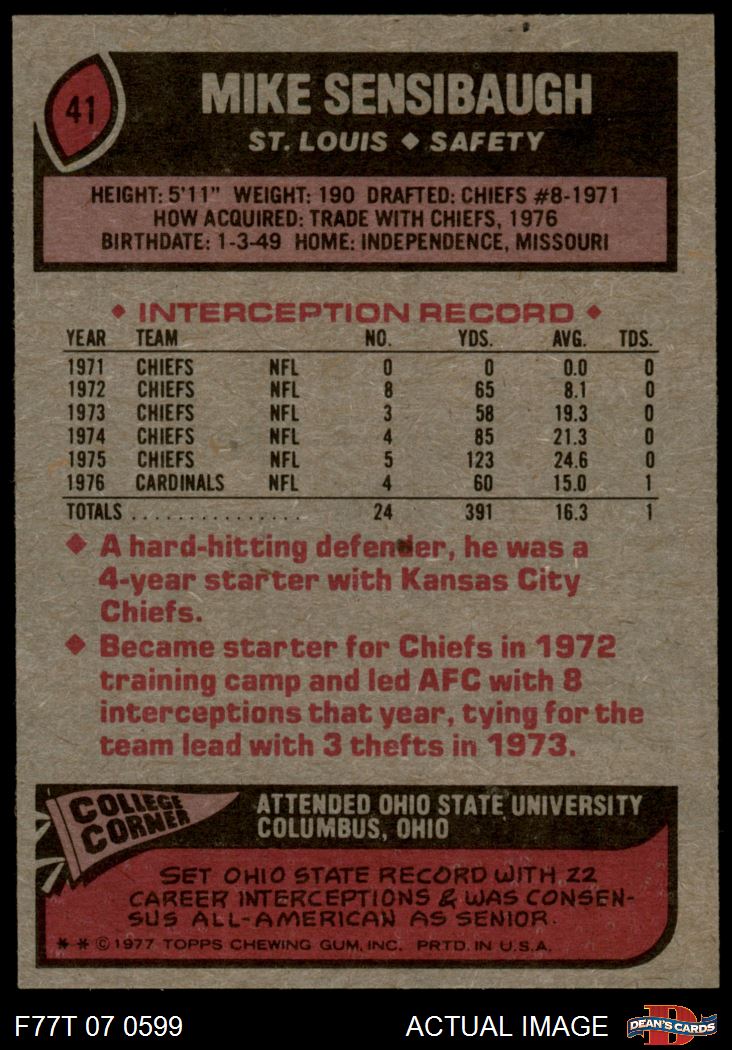 41
MIKE SENSIBAUGH
ST. LOUIS ◆ SAFETY
HEIGHT: 5'11" WEIGHT: 190 DRAFTED: CHIEFS #8-1971
HOW ACQUIRED: TRADE WITH CHIEFS, 1976
BIRTHDATE: 1-3-49 HOME: INDEPENDENCE, MISSOURI
◆ INTERCEPTION RECORD ◆
YEAR TEAM NO. YDS. AVG. TDS.
1971 CHIEFS NFL 0 0 0.0 0
1972 CHIEFS NFL 8 65 8.1 0
1973 CHIEFS NFL 3 58 19.3 0
1974 CHIEFS NFL 4 85 21.3 0
1975 CHIEFS NFL 5 123 24.6 0
1976 CARDINALS NFL 4 60 15.0 1
TOTALS ................ 24 391 16.3 1
◆ A hard-hitting defender, he was a
4-year starter with Kansas City
Chiefs.
◆ Became starter for Chiefs in 1972
training camp and led AFC with 8
interceptions that year, tying for the
team lead with 3 thefts in 1973.
COLLEGE
CORNER
ATTENDED OHIO STATE UNIVERSITY
COLUMBUS, OHIO
SET OHIO STATE RECORD WITH 22
CAREER INTERCEPTIONS & WAS CONSEN-
SUS ALL-AMERICAN AS SENIOR.
** © 1977 TOPPS CHEWING GUM, INC. PRTD. IN U.S.A.
F77T 07 0599 ACTUAL IMAGE
D
DEAN'S CARDS